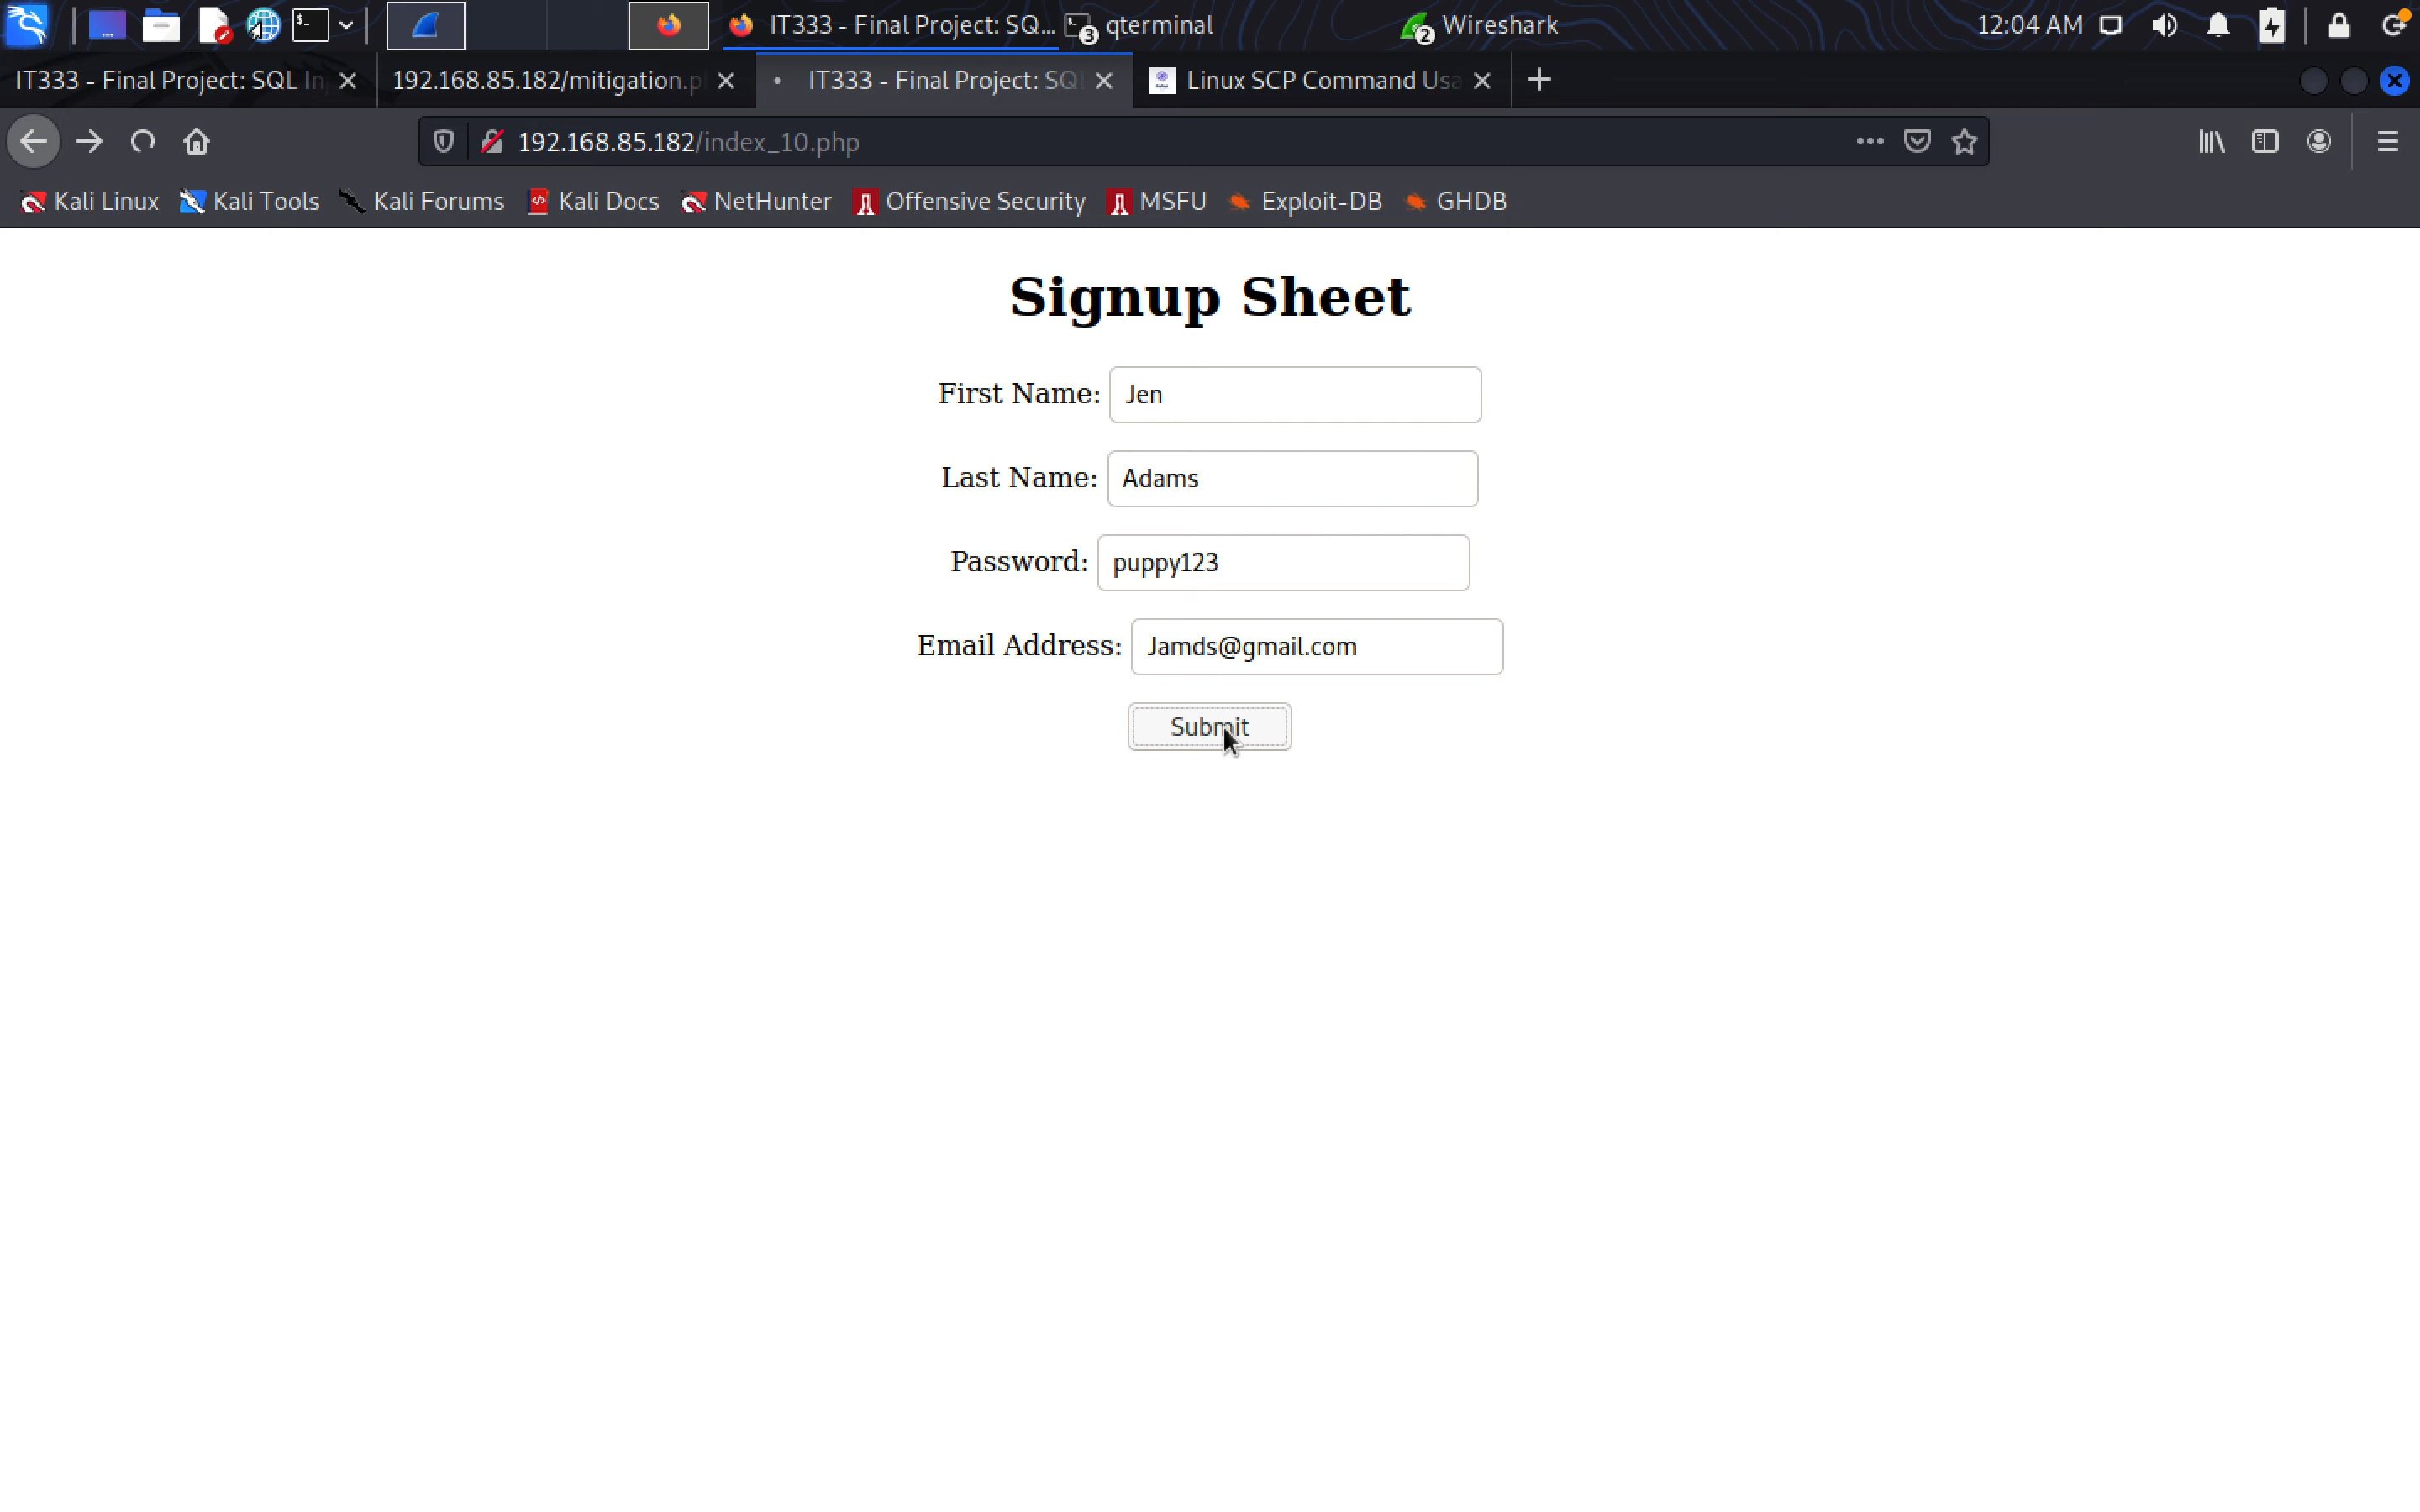 IT333 - Final Project: SQ... qterminal Wireshark 12:04 AM
3 2
IT333 - Final Project: SQL In 192.168.85.182/mitigation.p IT333 - Final Project: SQL Linux SCP Command Usa
192.168.85.182/index_10.php
Kali Linux Kali Tools Kali Forums Kali Docs NetHunter Offensive Security MSFU Exploit-DB GHDB
Signup Sheet
First Name: Jen
Last Name: Adams
Password: puppy123
Email Address: Jamds@gmail.com
Submit